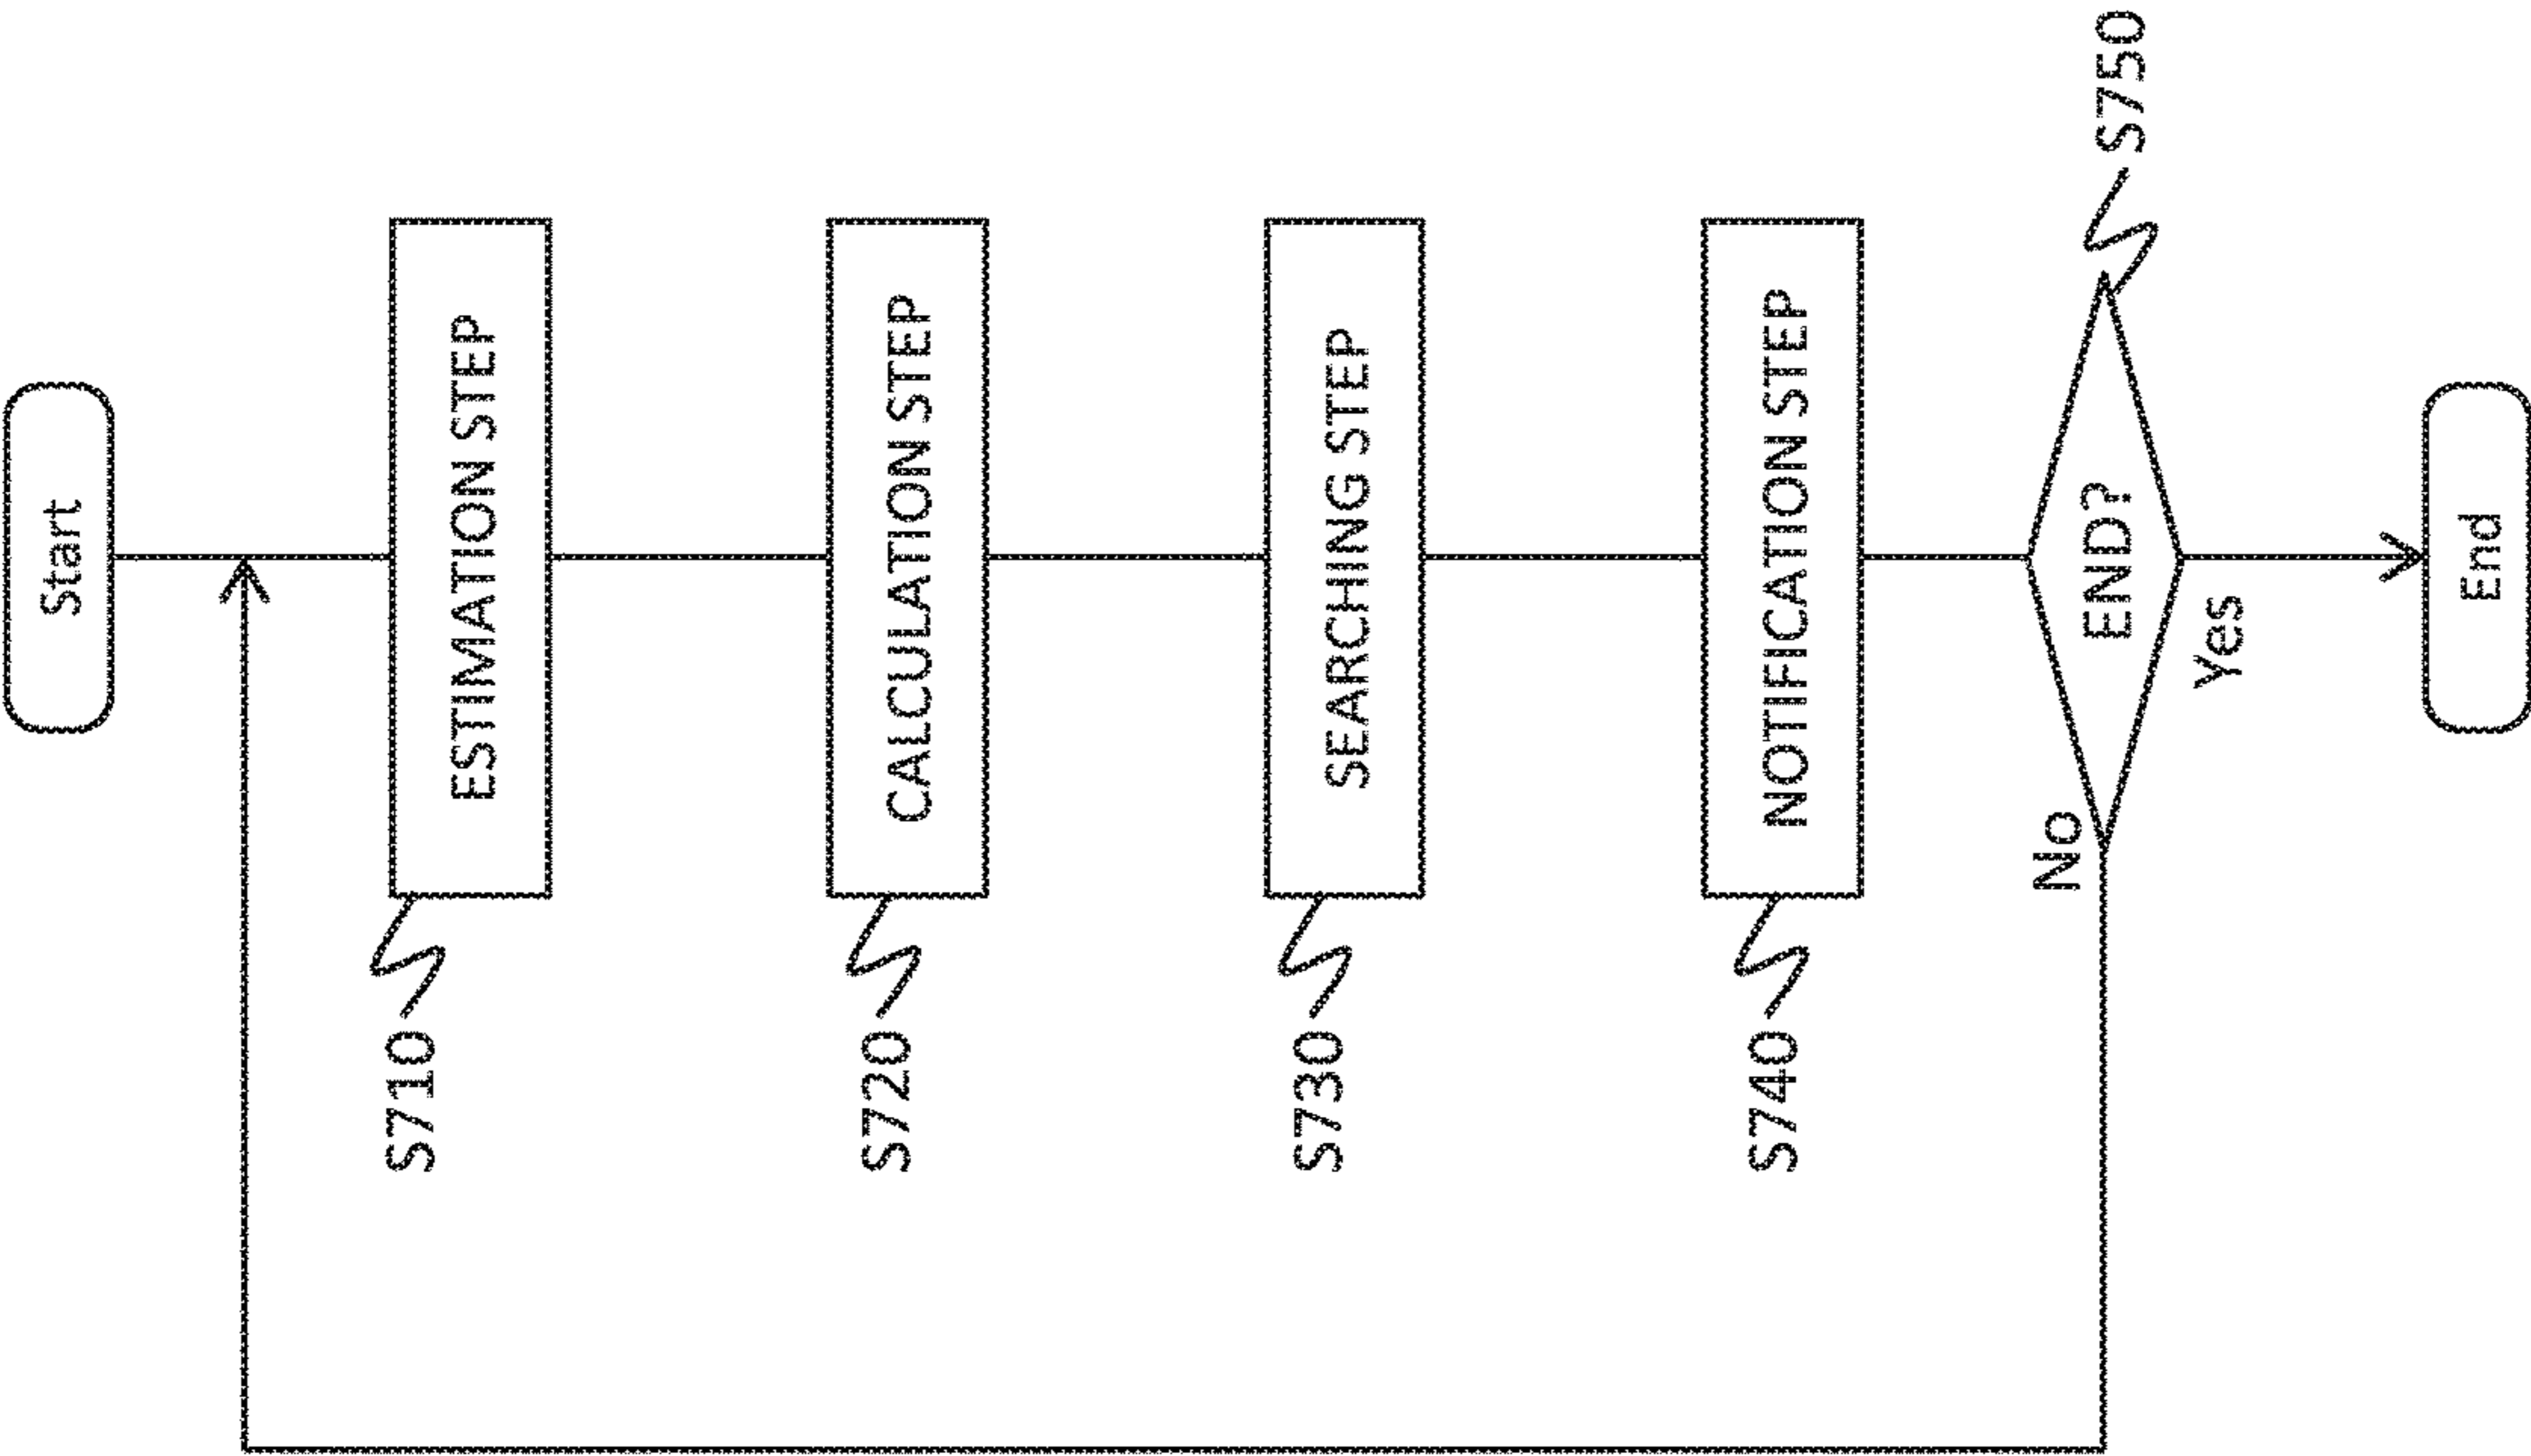 Start
S710
ESTIMATION STEP
S720
CALCULATION STEP
S730
SEARCHING STEP
S740
NOTIFICATION STEP
No
END?
S750
Yes
End